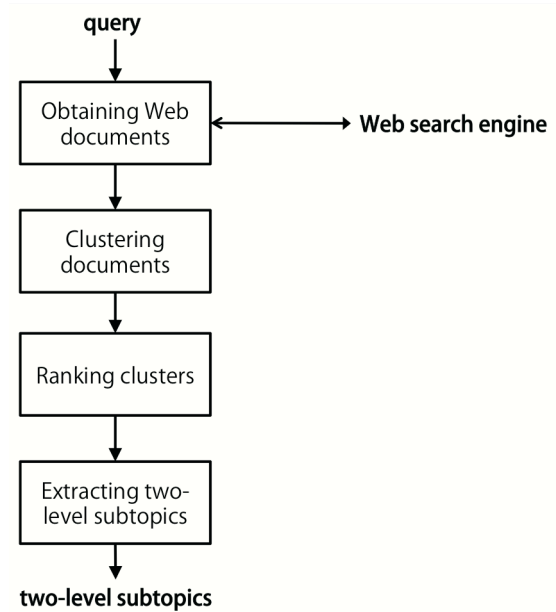 query
Obtaining Web
documents
Web search engine
Clustering
documents
Ranking clusters
Extracting two-
level subtopics
two-level subtopics